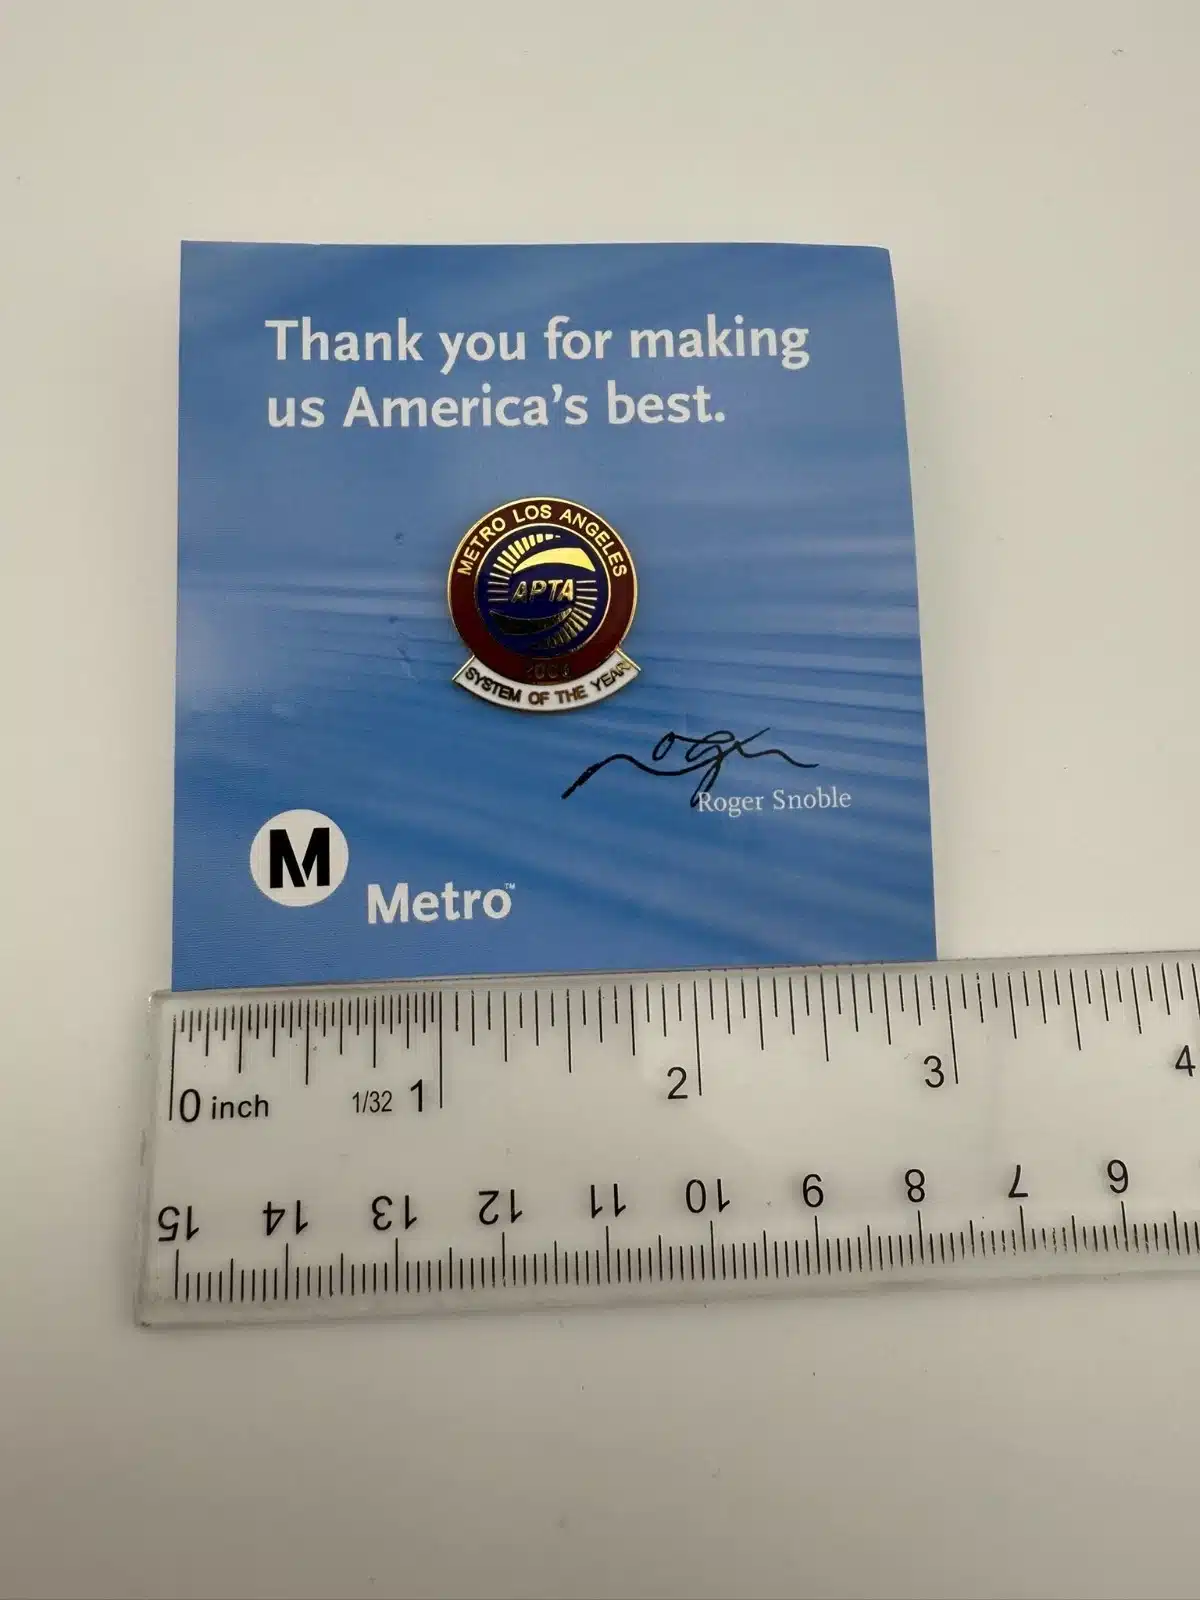 Thank you for making
us America's best.
METRO LOS ANGELES
APTA
SYSTEM OF THE YEAR
Roger Snoble
M
Metro™
0 inch 1/32 1 2 3 4
15 14 13 12 11 10 9 8 7 6